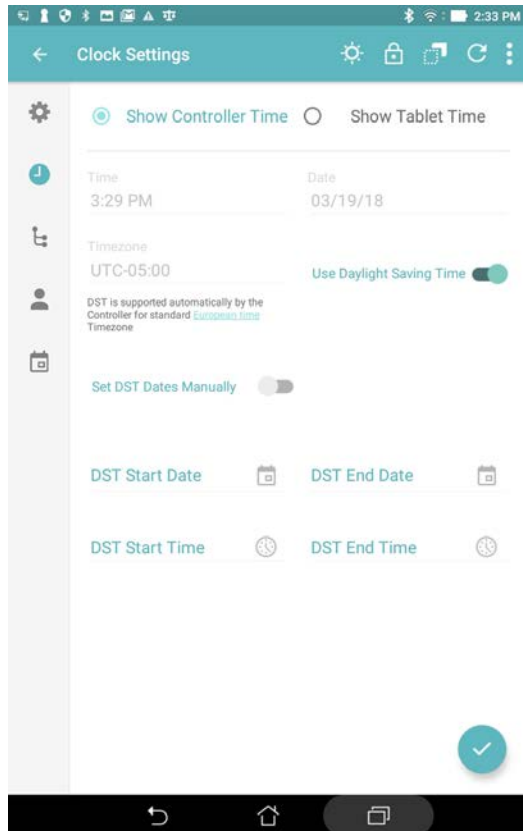 2:33 PM
Clock Settings
Show Controller Time Show Tablet Time
Time Date
3:29 PM 03/19/18
Timezone
UTC-05:00 Use Daylight Saving Time
DST is supported automatically by the
Controller for standard European time
Timezone
Set DST Dates Manually
DST Start Date DST End Date
DST Start Time DST End Time